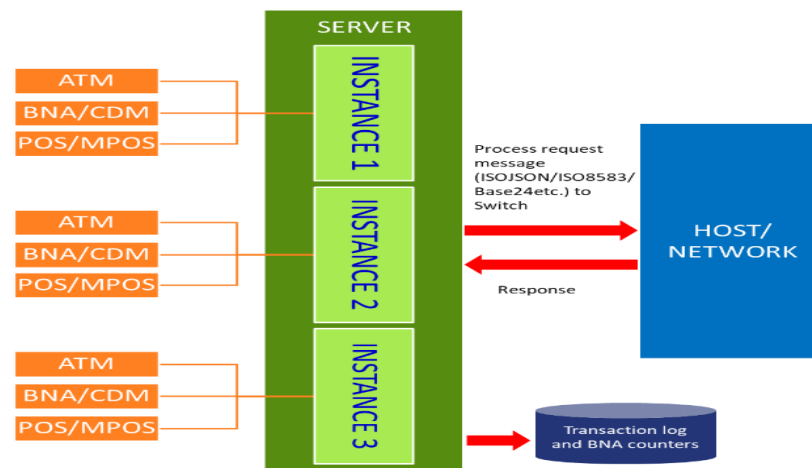 SERVER
ATM
BNA/CDM
POS/MPOS
INSTANCE 1
ATM
BNA/CDM
POS/MPOS
INSTANCE 2
ATM
BNA/CDM
POS/MPOS
INSTANCE 3
Process request
message
(ISOJSON/ISO8583/
Base24etc.) to
Switch
Response
HOST/
NETWORK
Transaction log
and BNA counters